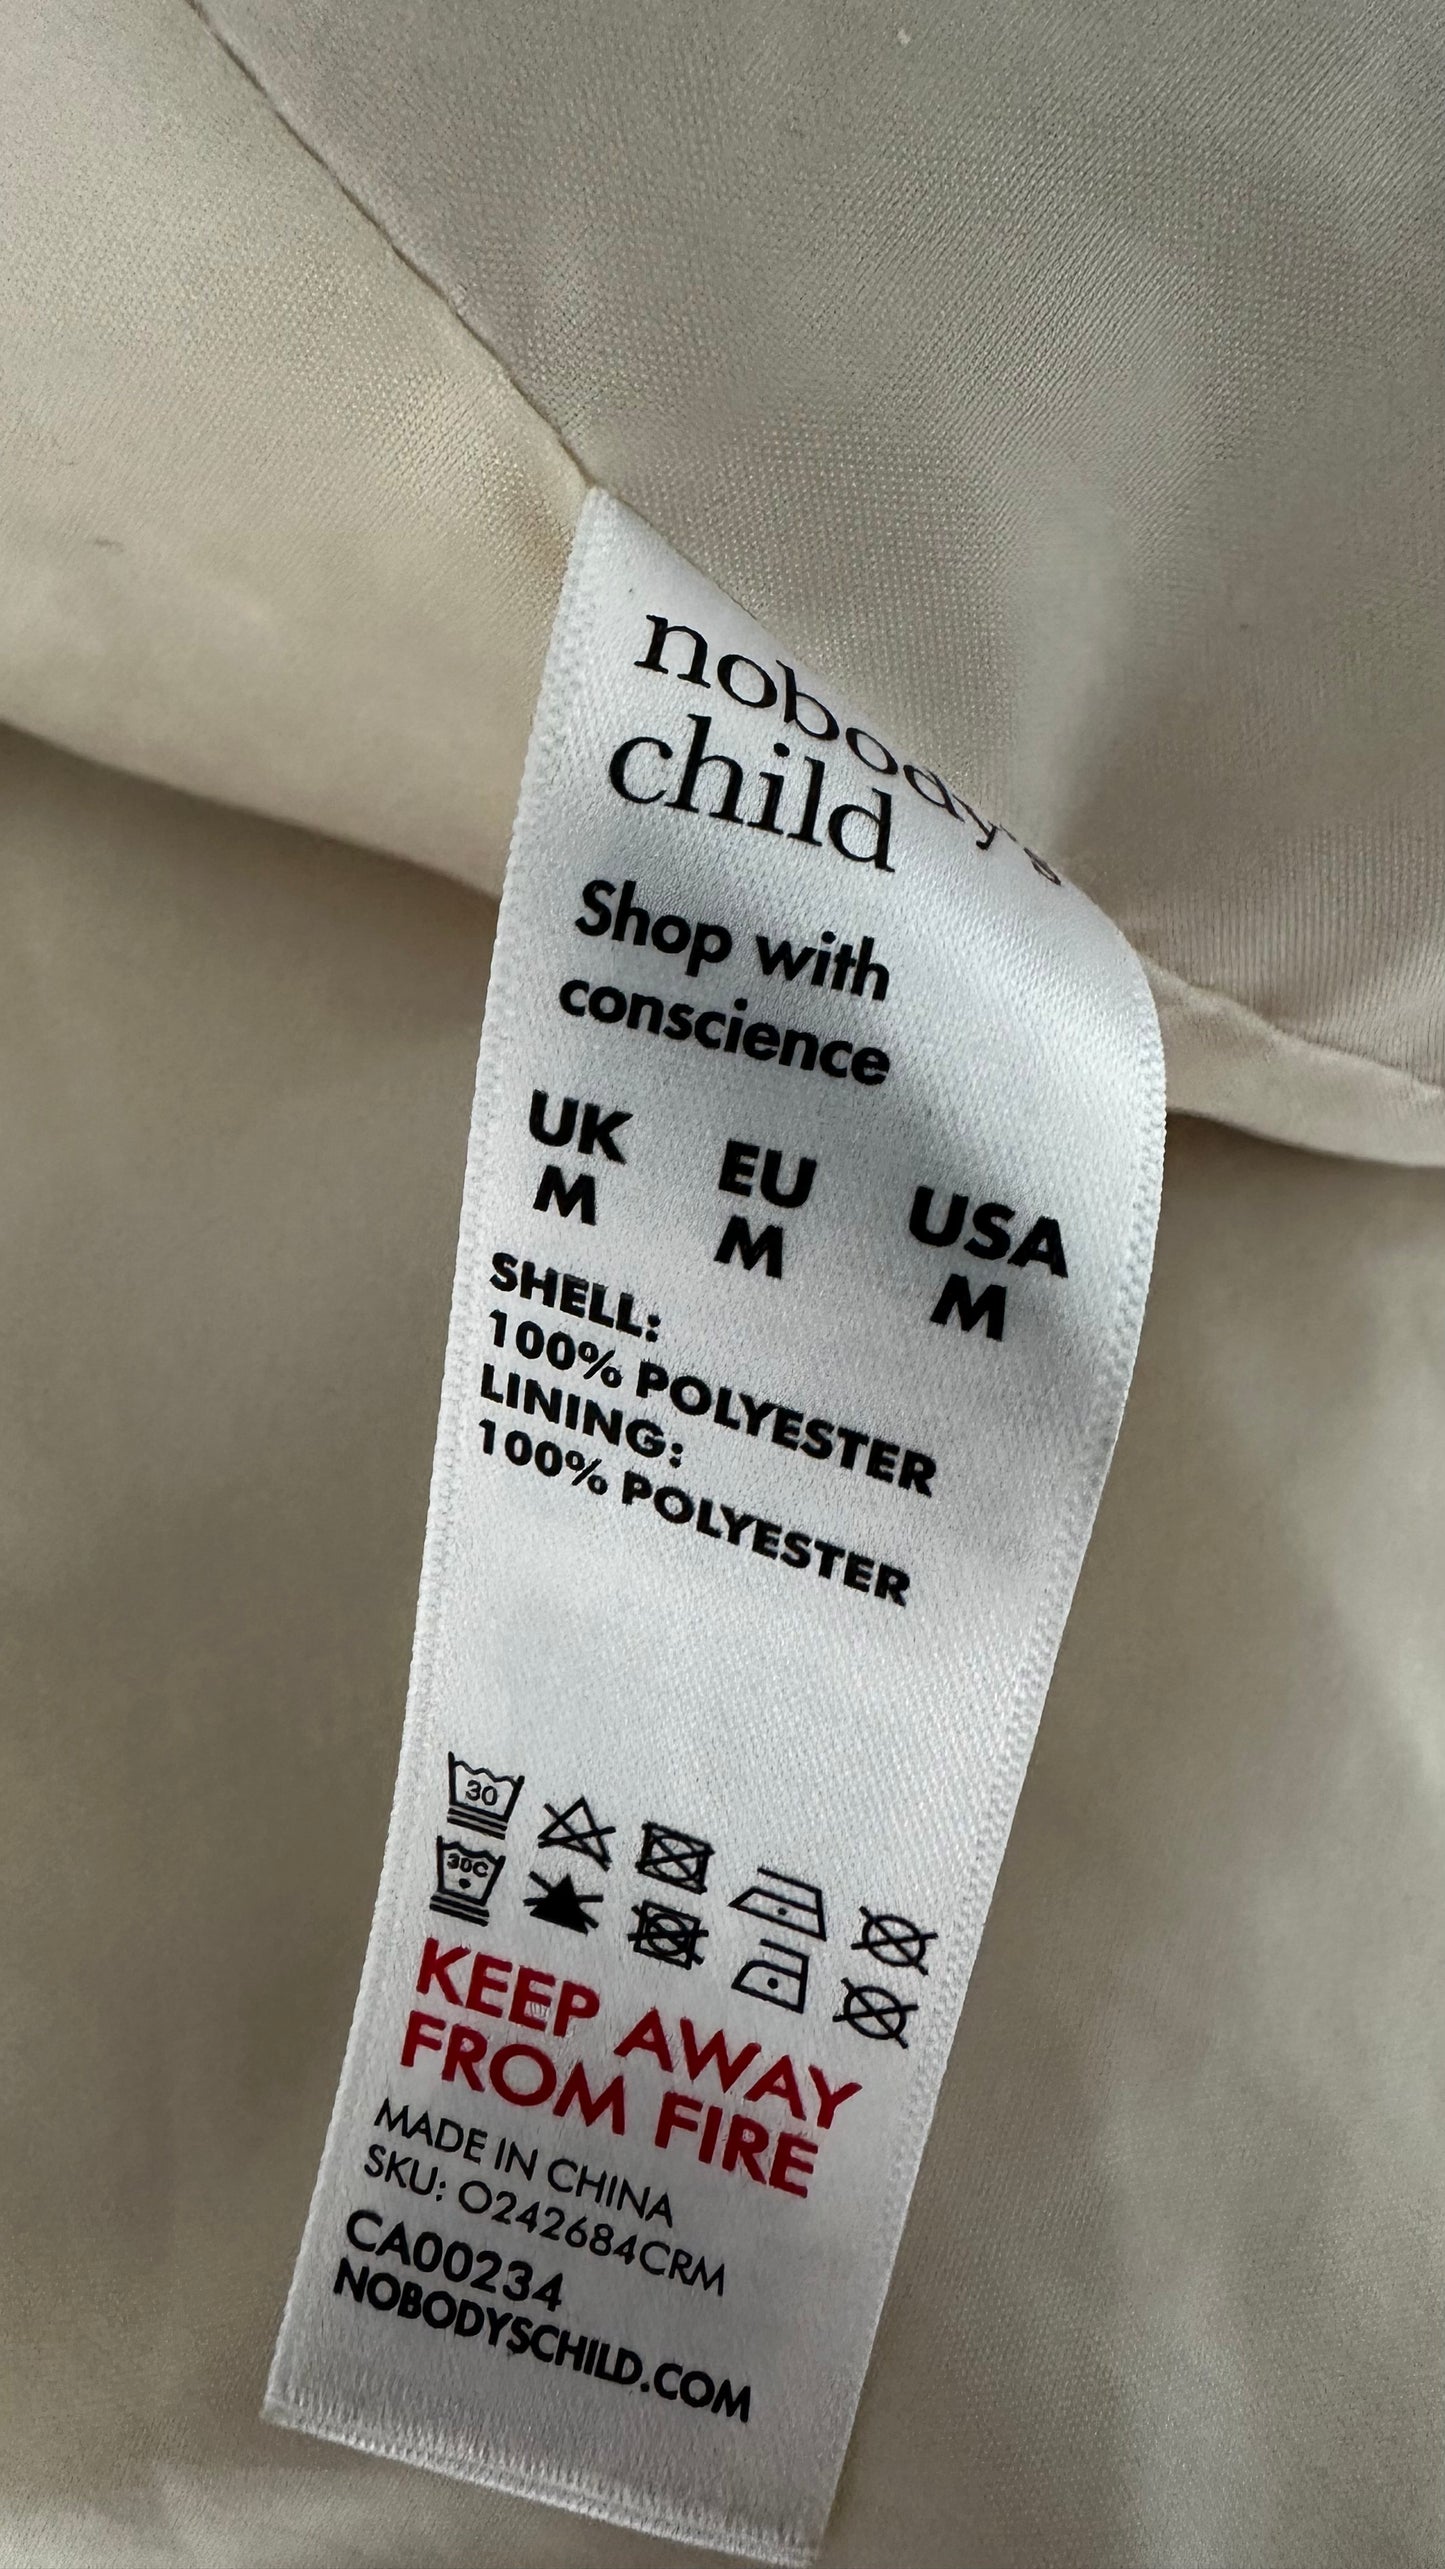 nobody's
child
Shop with
conscience
UK EU USA
M M M
SHELL:
100% POLYESTER
LINING:
100% POLYESTER
30
30C
KEEP AWAY
FROM FIRE
MADE IN CHINA
SKU: O242684CRM
CA00234
NOBODYSCHILD.COM